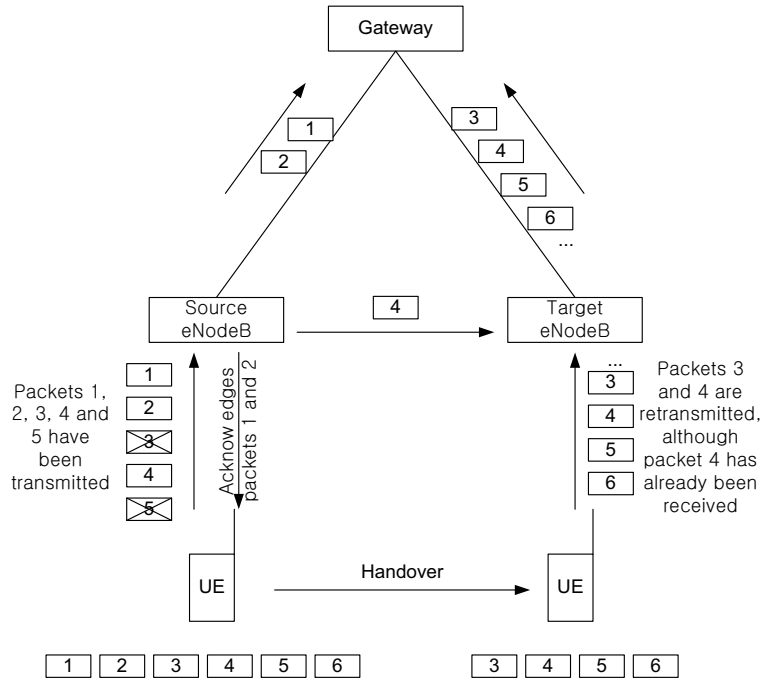 Gateway
1
2
3
4
5
6
...
Source
eNodeB
4
Target
eNodeB
Packets 1,
2, 3, 4 and
5 have
been
transmitted
1
2
3
4
5
Acknow edges
packets 1 and 2
...
3
4
5
6
Packets 3
and 4 are
retransmitted,
although
packet 4 has
already been
received
UE
Handover
UE
1 2 3 4 5 6
3 4 5 6